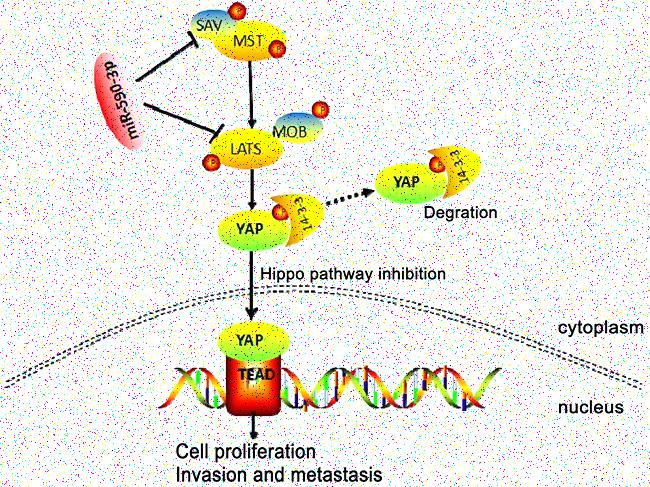 SAV
P
MST
P
miR-590-3p
P
MOB
LATS
P
P
14-3-3
YAP
P
14-3-3
YAP
Degration
Hippo pathway inhibition
YAP
cytoplasm
TEAD
nucleus
Cell proliferation
Invasion and metastasis